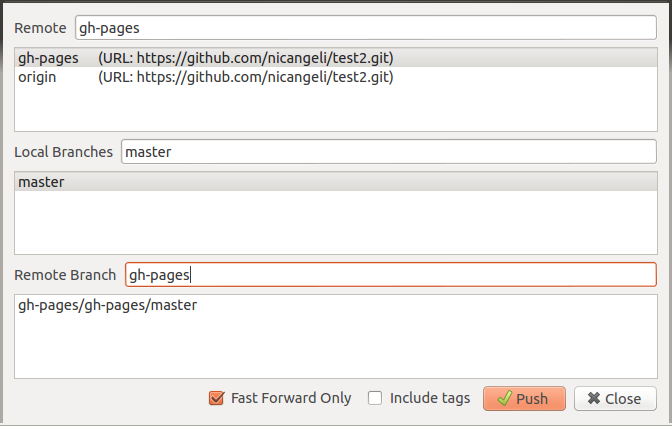 Remote gh-pages
gh-pages (URL: https://github.com/nicangeli/test2.git)
origin (URL: https://github.com/nicangeli/test2.git)
Local Branches master
master
Remote Branch gh-pages
gh-pages/gh-pages/master
Fast Forward Only Include tags Push Close